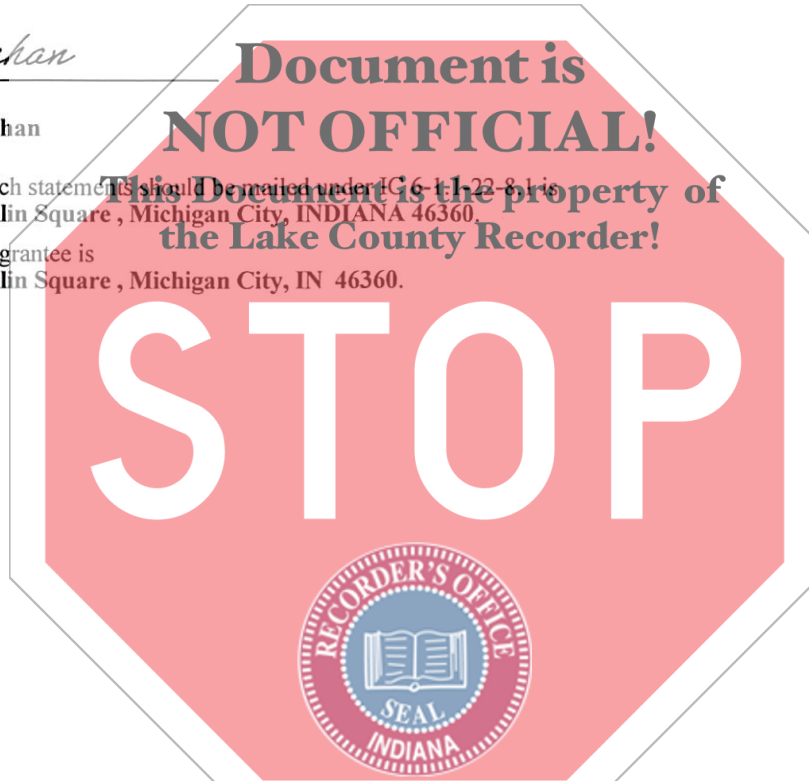 han
Document is
NOT OFFICIAL!
han
This Document is the property of
ch statements should be mailed under IC 6-1.1-22-8.1 is
lin Square , Michigan City, INDIANA 46360.
the Lake County Recorder!
grantee is
lin Square , Michigan City, IN 46360.
STOP
RECORDER'S OFFICE
SEAL
INDIANA